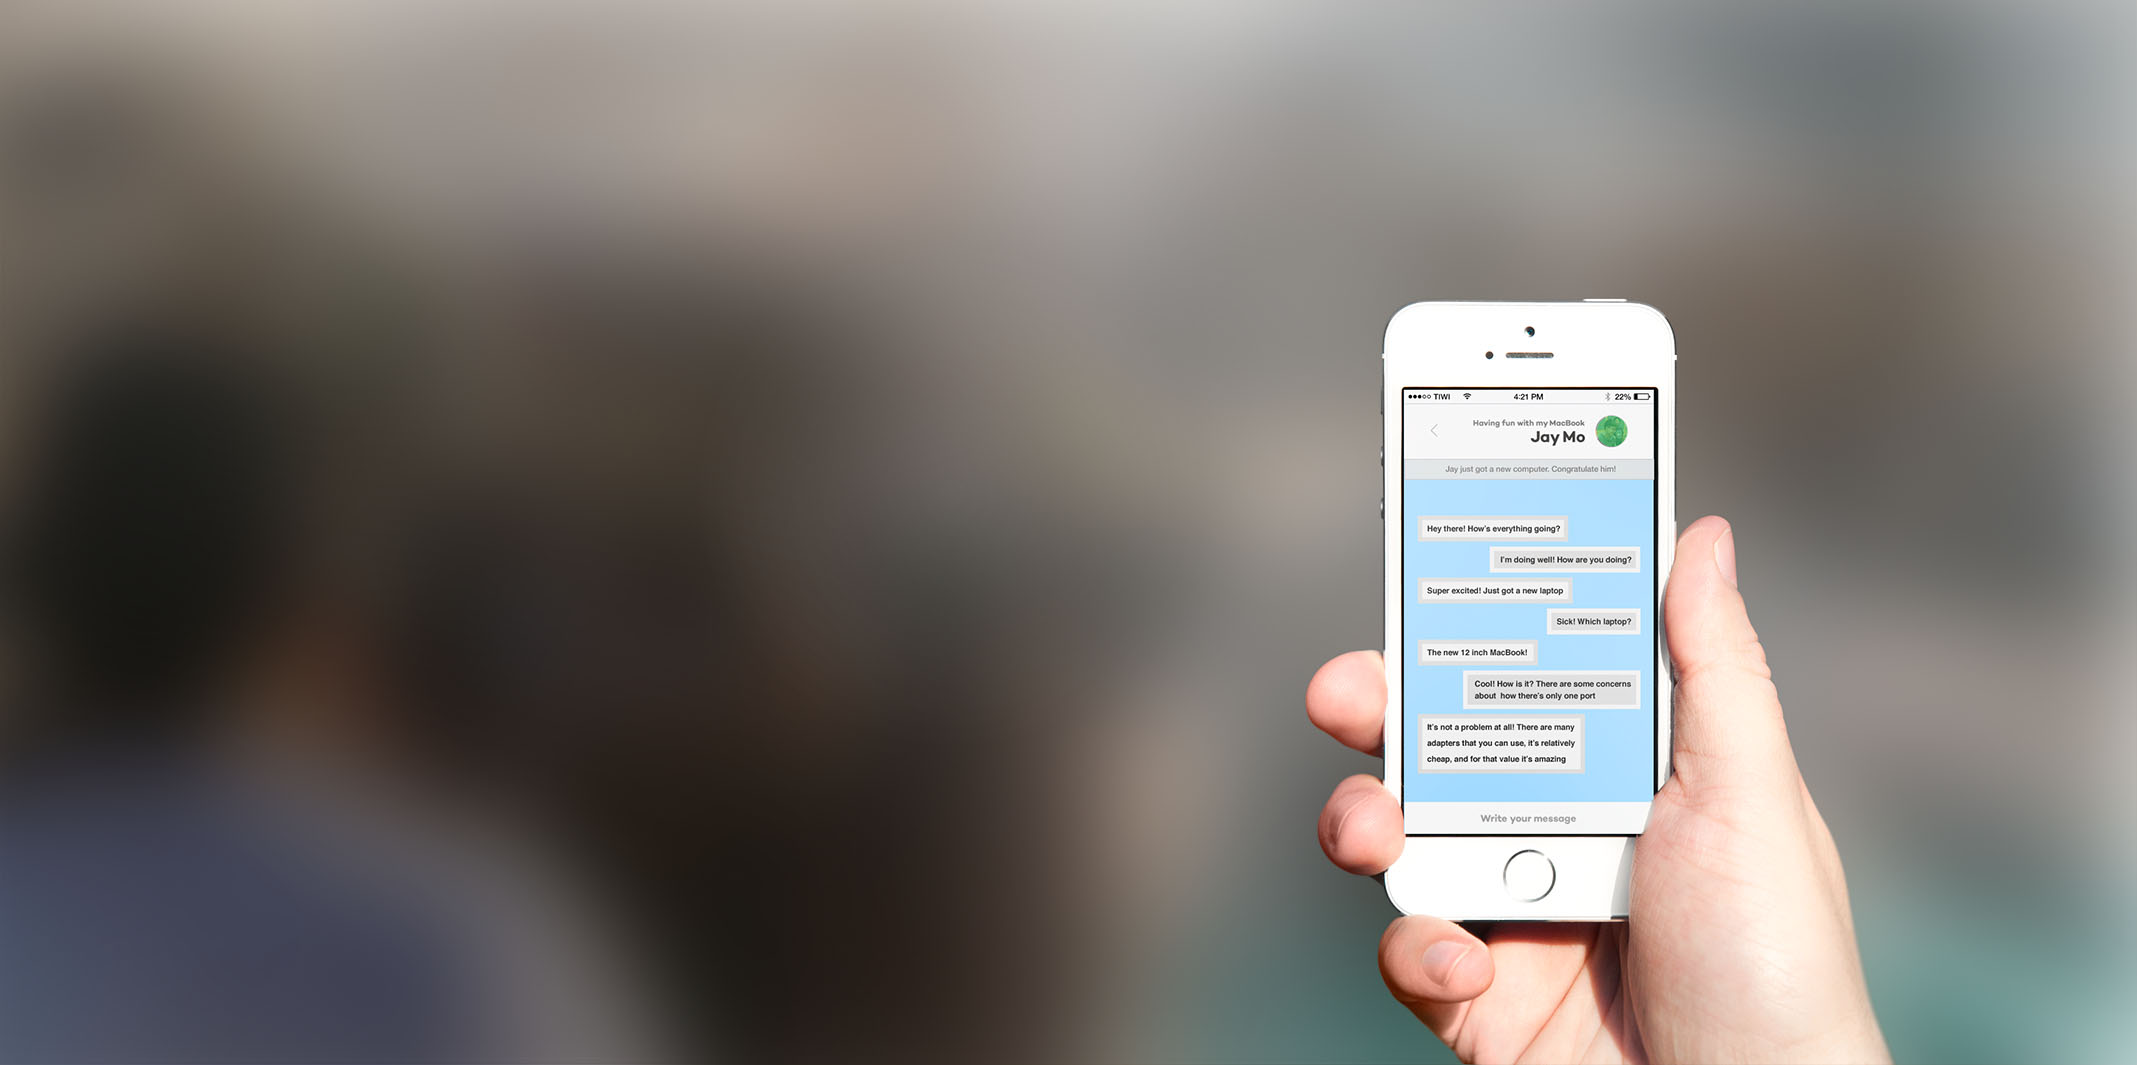 TIWI 4:21 PM 22%
Having fun with my MacBook
Jay Mo
Jay just got a new computer. Congratulate him!
Hey there! How's everything going?
I'm doing well! How are you doing?
Super excited! Just got a new laptop
Sick! Which laptop?
The new 12 inch MacBook!
Cool! How is it? There are some concerns
about how there's only one port
It's not a problem at all! There are many
adapters that you can use, it's relatively
cheap, and for that value it's amazing
Write your message